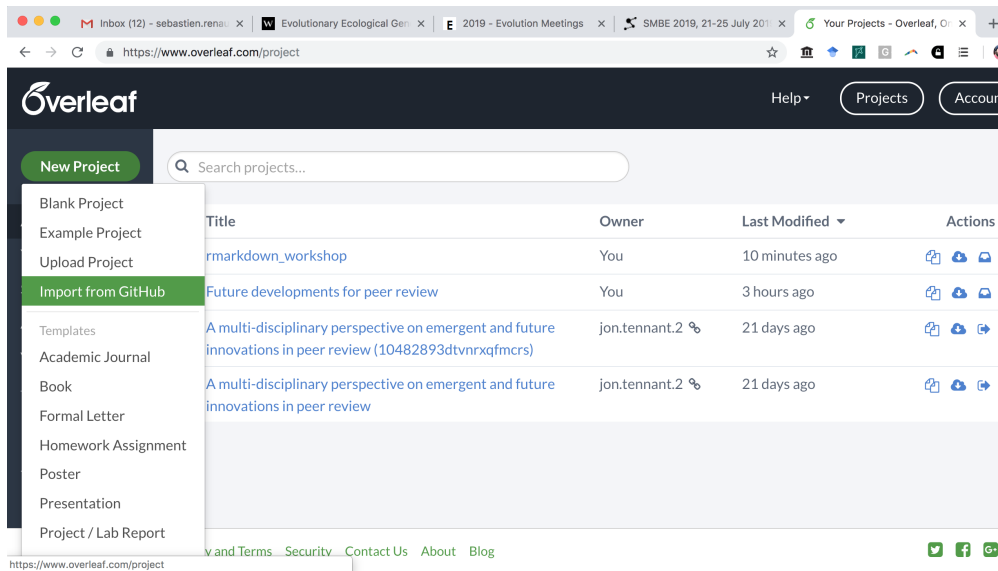 Inbox (12) - sebastien.renau
Evolutionary Ecological Gen
2019 - Evolution Meetings
SMBE 2019, 21-25 July 201
Your Projects - Overleaf, On
https://www.overleaf.com/project
Overleaf
Help
Projects
Accoun
New Project
Search projects...
Blank Project
Example Project
Upload Project
Import from GitHub
Templates
Academic Journal
Book
Formal Letter
Homework Assignment
Poster
Presentation
Project / Lab Report
Title Owner Last Modified Actions
rmarkdown_workshop You 10 minutes ago
Future developments for peer review You 3 hours ago
A multi-disciplinary perspective on emergent and future jon.tennant.2 21 days ago
innovations in peer review (10482893dtvnrxqfmcrs)
A multi-disciplinary perspective on emergent and future jon.tennant.2 21 days ago
innovations in peer review
y and Terms Security Contact Us About Blog
https://www.overleaf.com/project